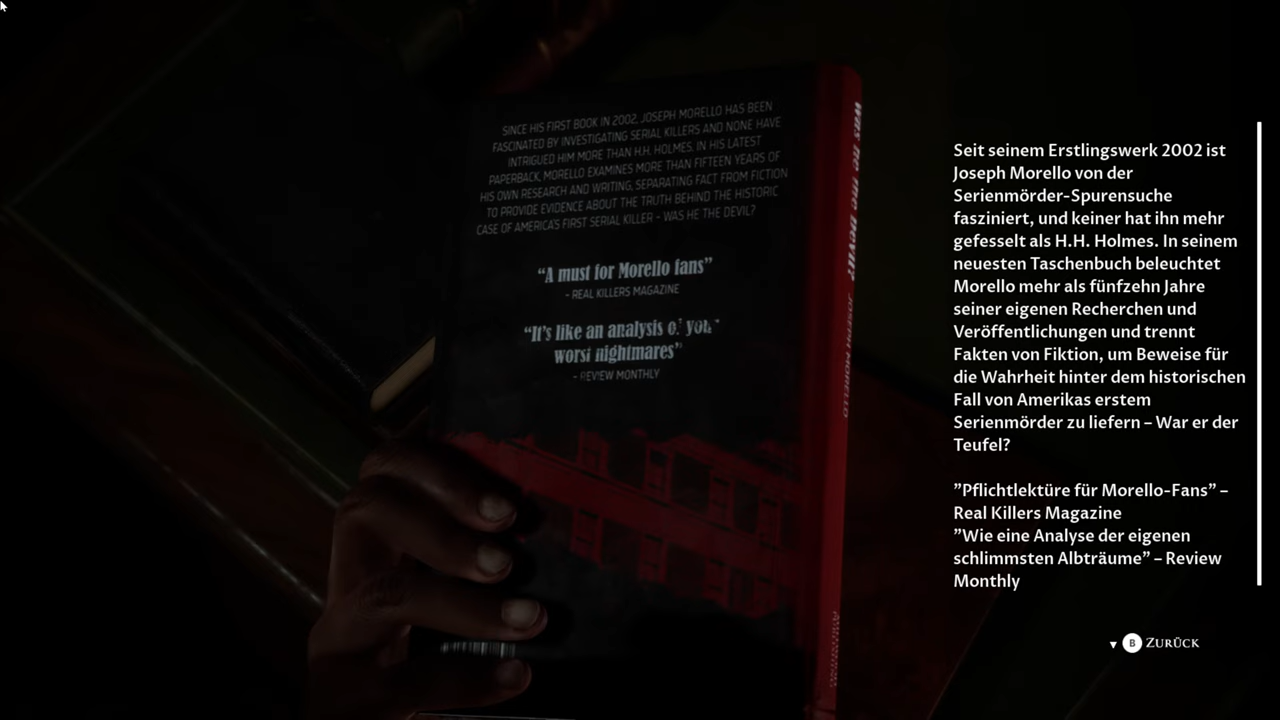 SINCE HIS FIRST BOOK IN 2002, JOSEPH MORELLO HAS BEEN
FASCINATED BY INVESTIGATING SERIAL KILLERS AND NONE HAVE
INTRIGUED HIM MORE THAN H.H. HOLMES. IN HIS LATEST
PAPERBACK, MORELLO EXAMINES MORE THAN FIFTEEN YEARS OF
HIS OWN RESEARCH AND WRITING, SEPARATING FACT FROM FICTION
TO PROVIDE EVIDENCE ABOUT THE TRUTH BEHIND THE HISTORIC
CASE OF AMERICA'S FIRST SERIAL KILLER - WAS HE THE DEVIL?
“A must for Morello fans”
- REAL KILLERS MAGAZINE
“It's like an analysis of your
worst nightmares”
- REVIEW MONTHLY
Was He The Devil?
JOSEPH MORELLO
Seit seinem Erstlingswerk 2002 ist
Joseph Morello von der
Serienmörder-Spurensuche
fasziniert, und keiner hat ihn mehr
gefesselt als H.H. Holmes. In seinem
neuesten Taschenbuch beleuchtet
Morello mehr als fünfzehn Jahre
seiner eigenen Recherchen und
Veröffentlichungen und trennt
Fakten von Fiktion, um Beweise für
die Wahrheit hinter dem historischen
Fall von Amerikas erstem
Serienmörder zu liefern – War er der
Teufel?
”Pflichtlektüre für Morello-Fans” –
Real Killers Magazine
”Wie eine Analyse der eigenen
schlimmsten Albträume” – Review
Monthly
B ZURÜCK